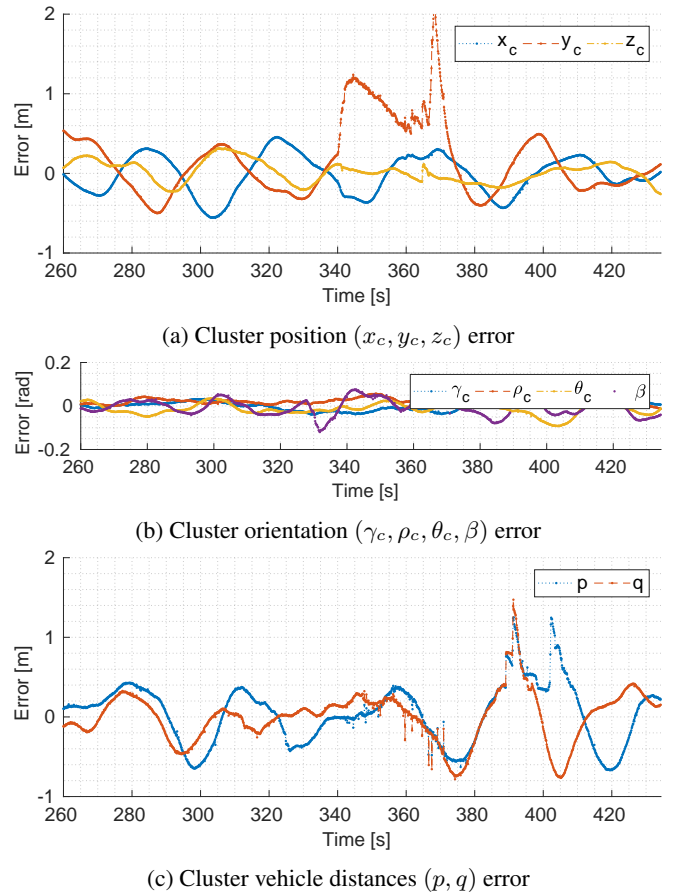 2
1
0
-1
Error [m]
x_c y_c z_c
260 280 300 320 340 360 380 400 420
Time [s]
(a) Cluster position (x_c, y_c, z_c) error
0.2
0
-0.2
Error [rad]
γ_c ρ_c θ_c β
260 280 300 320 340 360 380 400 420
Time [s]
(b) Cluster orientation (γ_c, ρ_c, θ_c, β) error
2
1
0
-1
Error [m]
p q
260 280 300 320 340 360 380 400 420
Time [s]
(c) Cluster vehicle distances (p, q) error